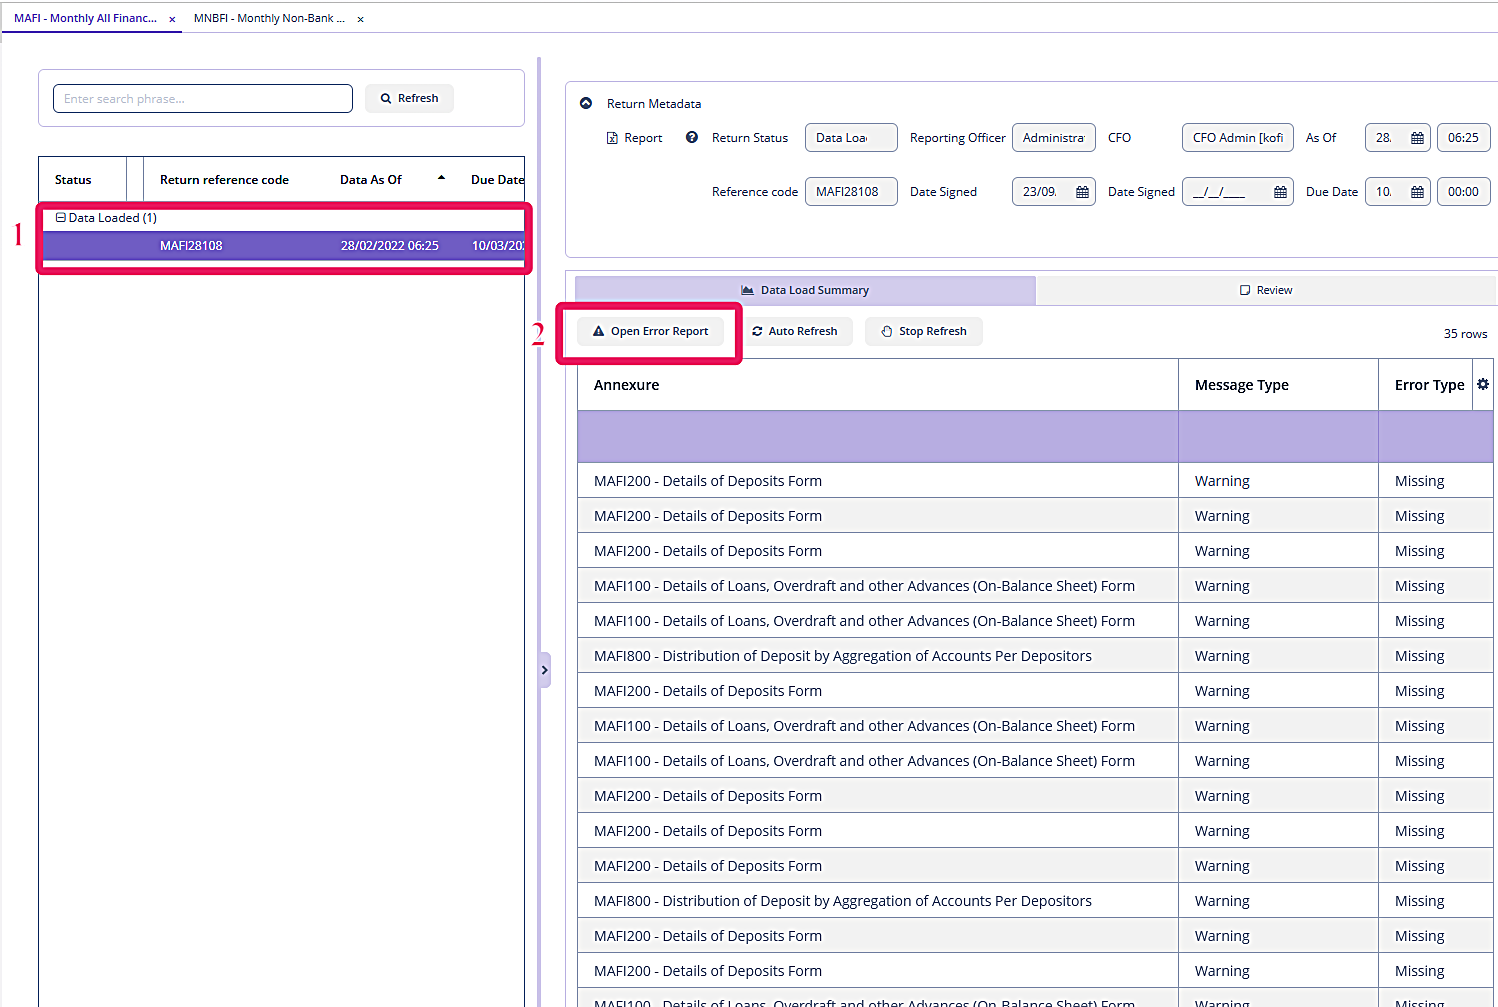 MAFI - Monthly All Financ... × MNBFI - Monthly Non-Bank ... ×
Enter search phrase... Refresh
Return Metadata
Report Return Status Data Loa Reporting Officer Administra CFO CFO Admin [kofi As Of 28. 06:25
Reference code MAFI28108 Date Signed 23/09. Date Signed __/__/____ Due Date 10. 00:00
Status Return reference code Data As Of Due Date
1
Data Loaded (1)
MAFI28108 28/02/2022 06:25 10/03/20
Data Load Summary Review
2
Open Error Report Auto Refresh Stop Refresh 35 rows
Annexure Message Type Error Type
MAFI200 - Details of Deposits Form Warning Missing
MAFI200 - Details of Deposits Form Warning Missing
MAFI200 - Details of Deposits Form Warning Missing
MAFI100 - Details of Loans, Overdraft and other Advances (On-Balance Sheet) Form Warning Missing
MAFI100 - Details of Loans, Overdraft and other Advances (On-Balance Sheet) Form Warning Missing
MAFI800 - Distribution of Deposit by Aggregation of Accounts Per Depositors Warning Missing
MAFI200 - Details of Deposits Form Warning Missing
MAFI100 - Details of Loans, Overdraft and other Advances (On-Balance Sheet) Form Warning Missing
MAFI100 - Details of Loans, Overdraft and other Advances (On-Balance Sheet) Form Warning Missing
MAFI200 - Details of Deposits Form Warning Missing
MAFI200 - Details of Deposits Form Warning Missing
MAFI200 - Details of Deposits Form Warning Missing
MAFI800 - Distribution of Deposit by Aggregation of Accounts Per Depositors Warning Missing
MAFI200 - Details of Deposits Form Warning Missing
MAFI200 - Details of Deposits Form Warning Missing
MAFI100 - Details of Loans, Overdraft and other Advances (On-Balance Sheet) Form Warning Missing